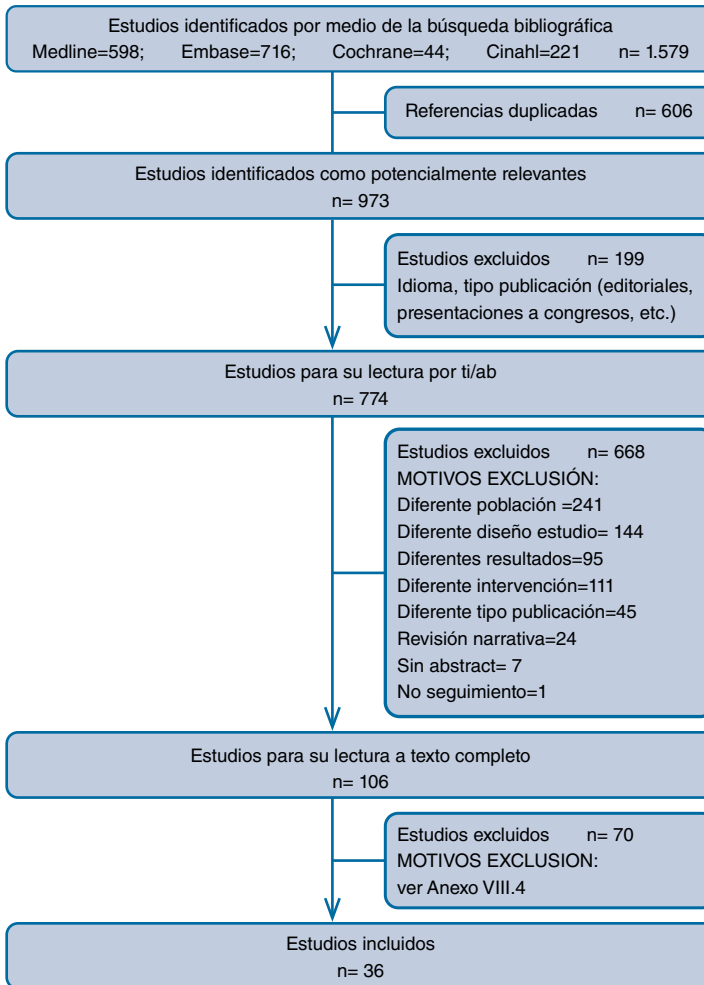 Estudios identificados por medio de la búsqueda bibliográfica
Medline=598; Embase=716; Cochrane=44; Cinahl=221 n= 1.579
Referencias duplicadas n= 606
Estudios identificados como potencialmente relevantes
n= 973
Estudios excluidos n= 199
Idioma, tipo publicación (editoriales,
presentaciones a congresos, etc.)
Estudios para su lectura por ti/ab
n= 774
Estudios excluidos n= 668
MOTIVOS EXCLUSIÓN:
Diferente población =241
Diferente diseño estudio= 144
Diferentes resultados=95
Diferente intervención=111
Diferente tipo publicación=45
Revisión narrativa=24
Sin abstract= 7
No seguimiento=1
Estudios para su lectura a texto completo
n= 106
Estudios excluidos n= 70
MOTIVOS EXCLUSION:
ver Anexo VIII.4
Estudios incluidos
n= 36